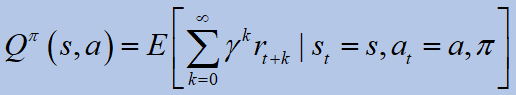 Q^π (s, a) = E[ ∑_{k=0}^{∞} γ^k r_{t+k} | s_t = s, a_t = a, π ]